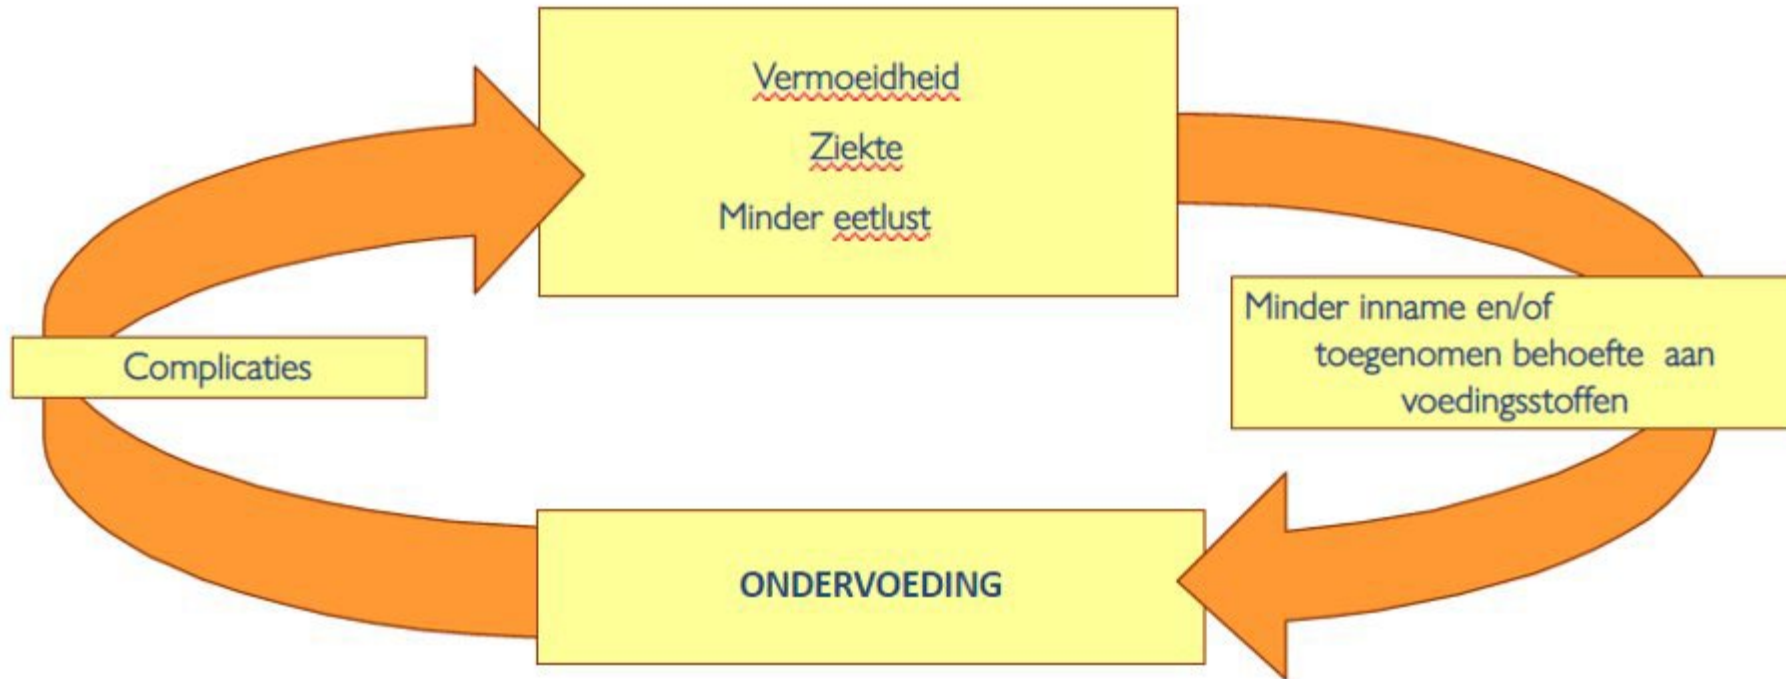 Vermoeidheid
Ziekte
Minder eetlust
Minder inname en/of
toegenomen behoefte aan
voedingsstoffen
Complicaties
ONDERVOEDING